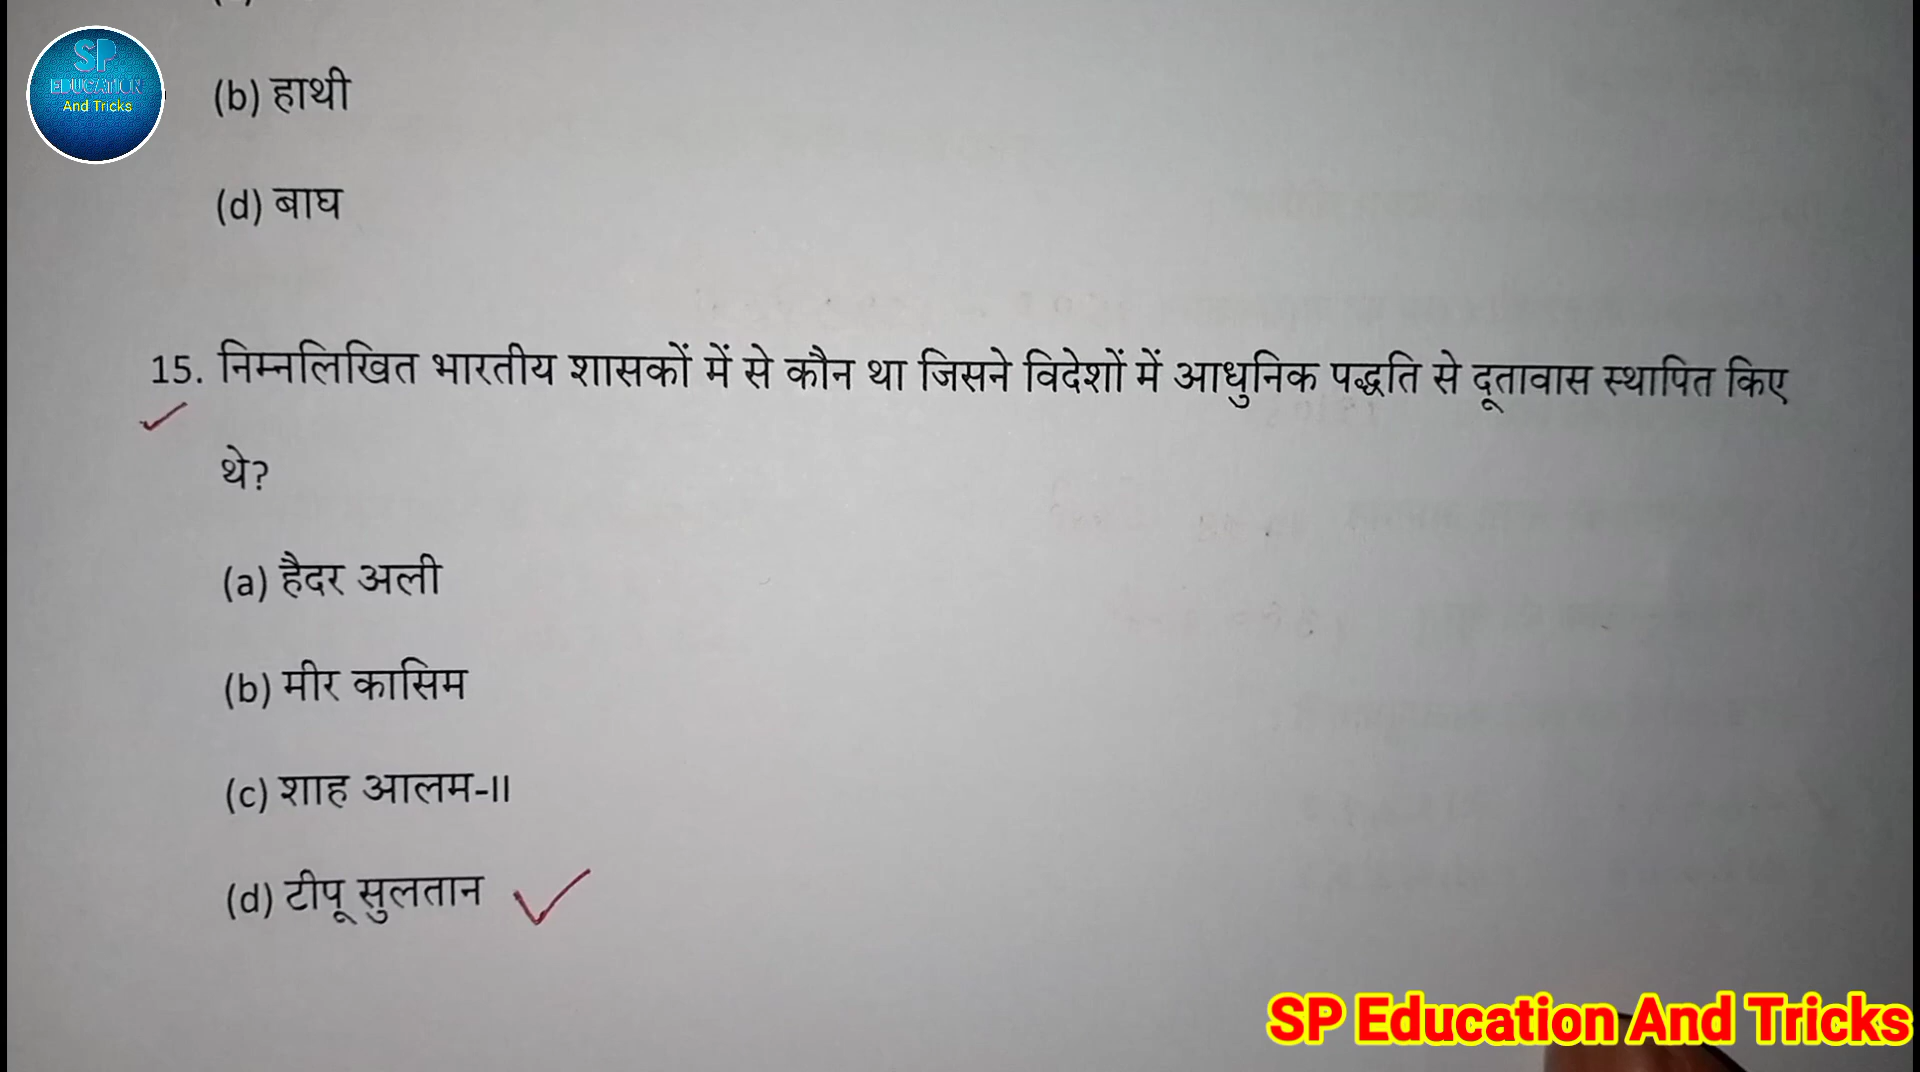 SP
EDUCATION
And Tricks
(b) हाथी
(d) बाघ
15. निम्नलिखित भारतीय शासकों में से कौन था जिसने विदेशों में आधुनिक पद्धति से दूतावास स्थापित किए
थे?
(a) हैदर अली
(b) मीर कासिम
(c) शाह आलम-II
(d) टीपू सुलतान
SP Education And Tricks